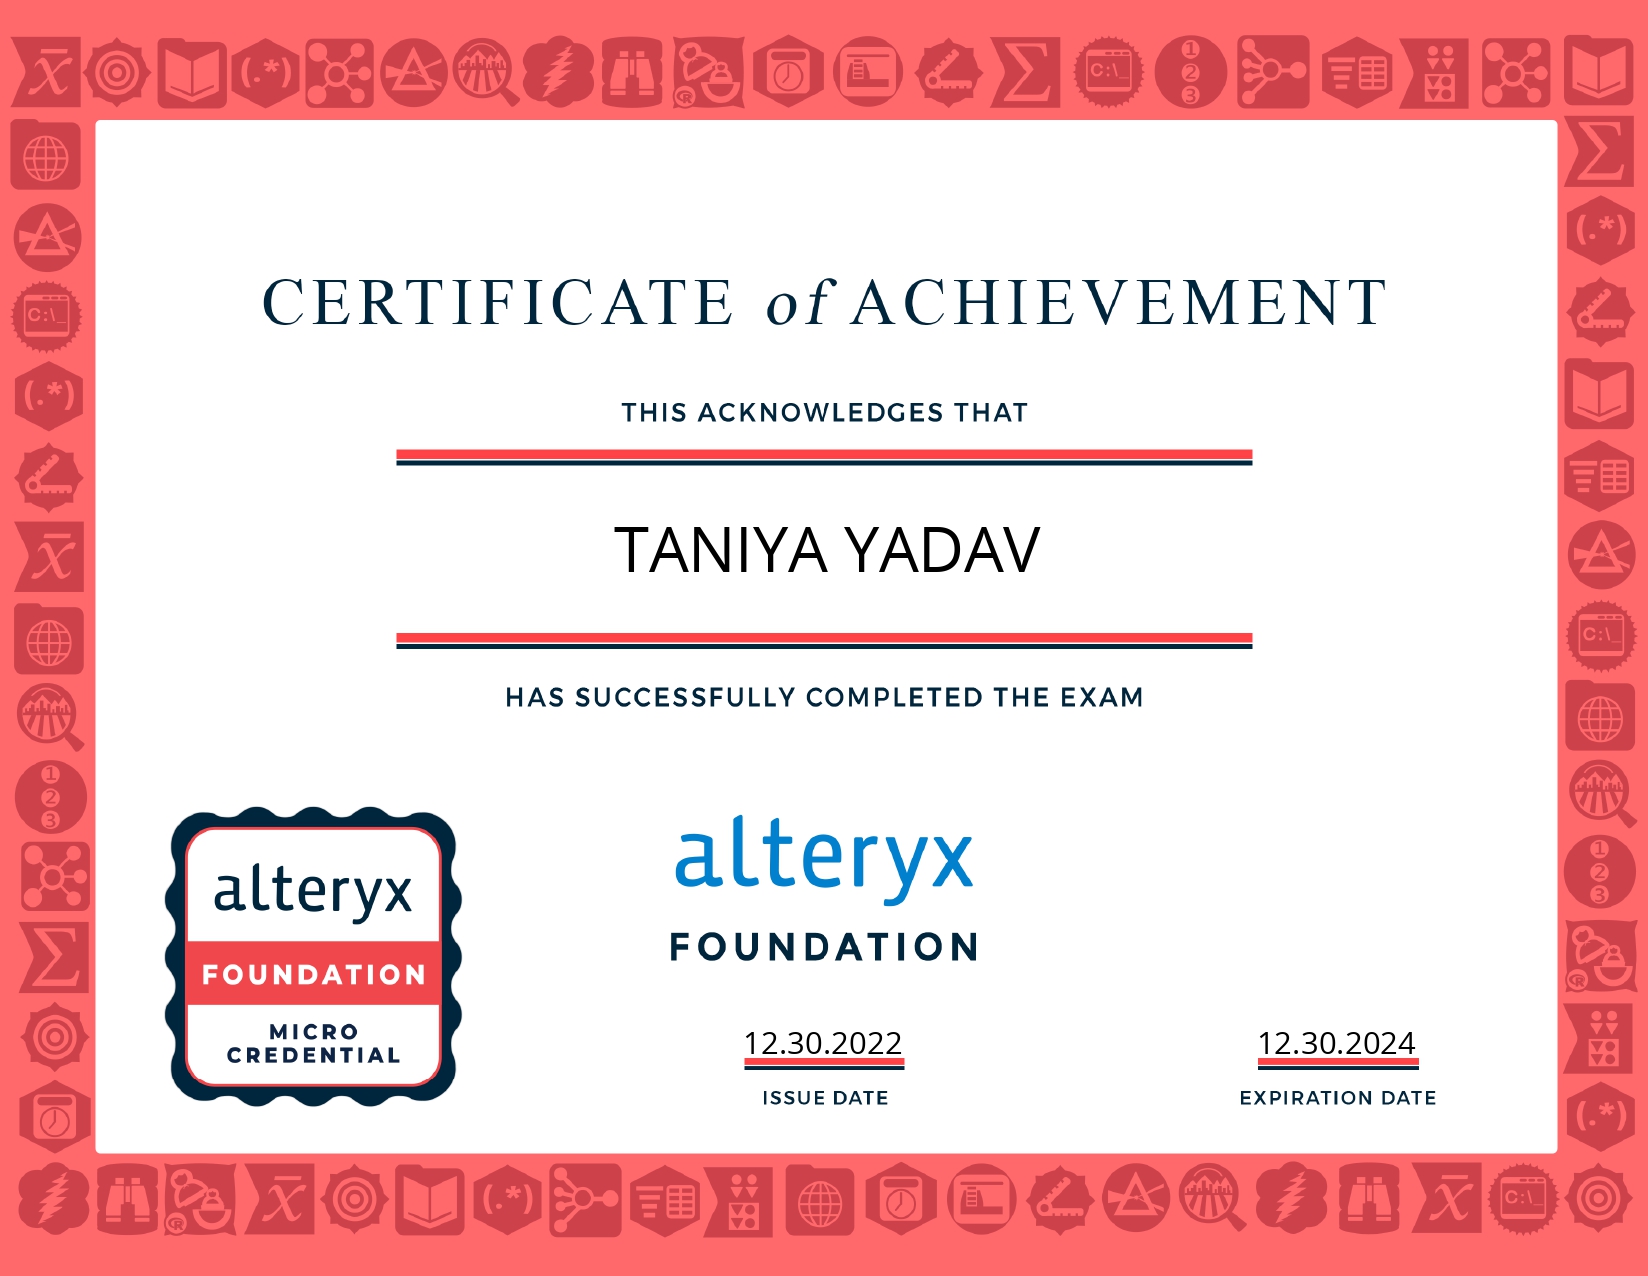 CERTIFICATE of ACHIEVEMENT
THIS ACKNOWLEDGES THAT
TANIYA YADAV
HAS SUCCESSFULLY COMPLETED THE EXAM
alteryx
FOUNDATION
MICRO
CREDENTIAL
alteryx
FOUNDATION
12.30.2022
ISSUE DATE
12.30.2024
EXPIRATION DATE